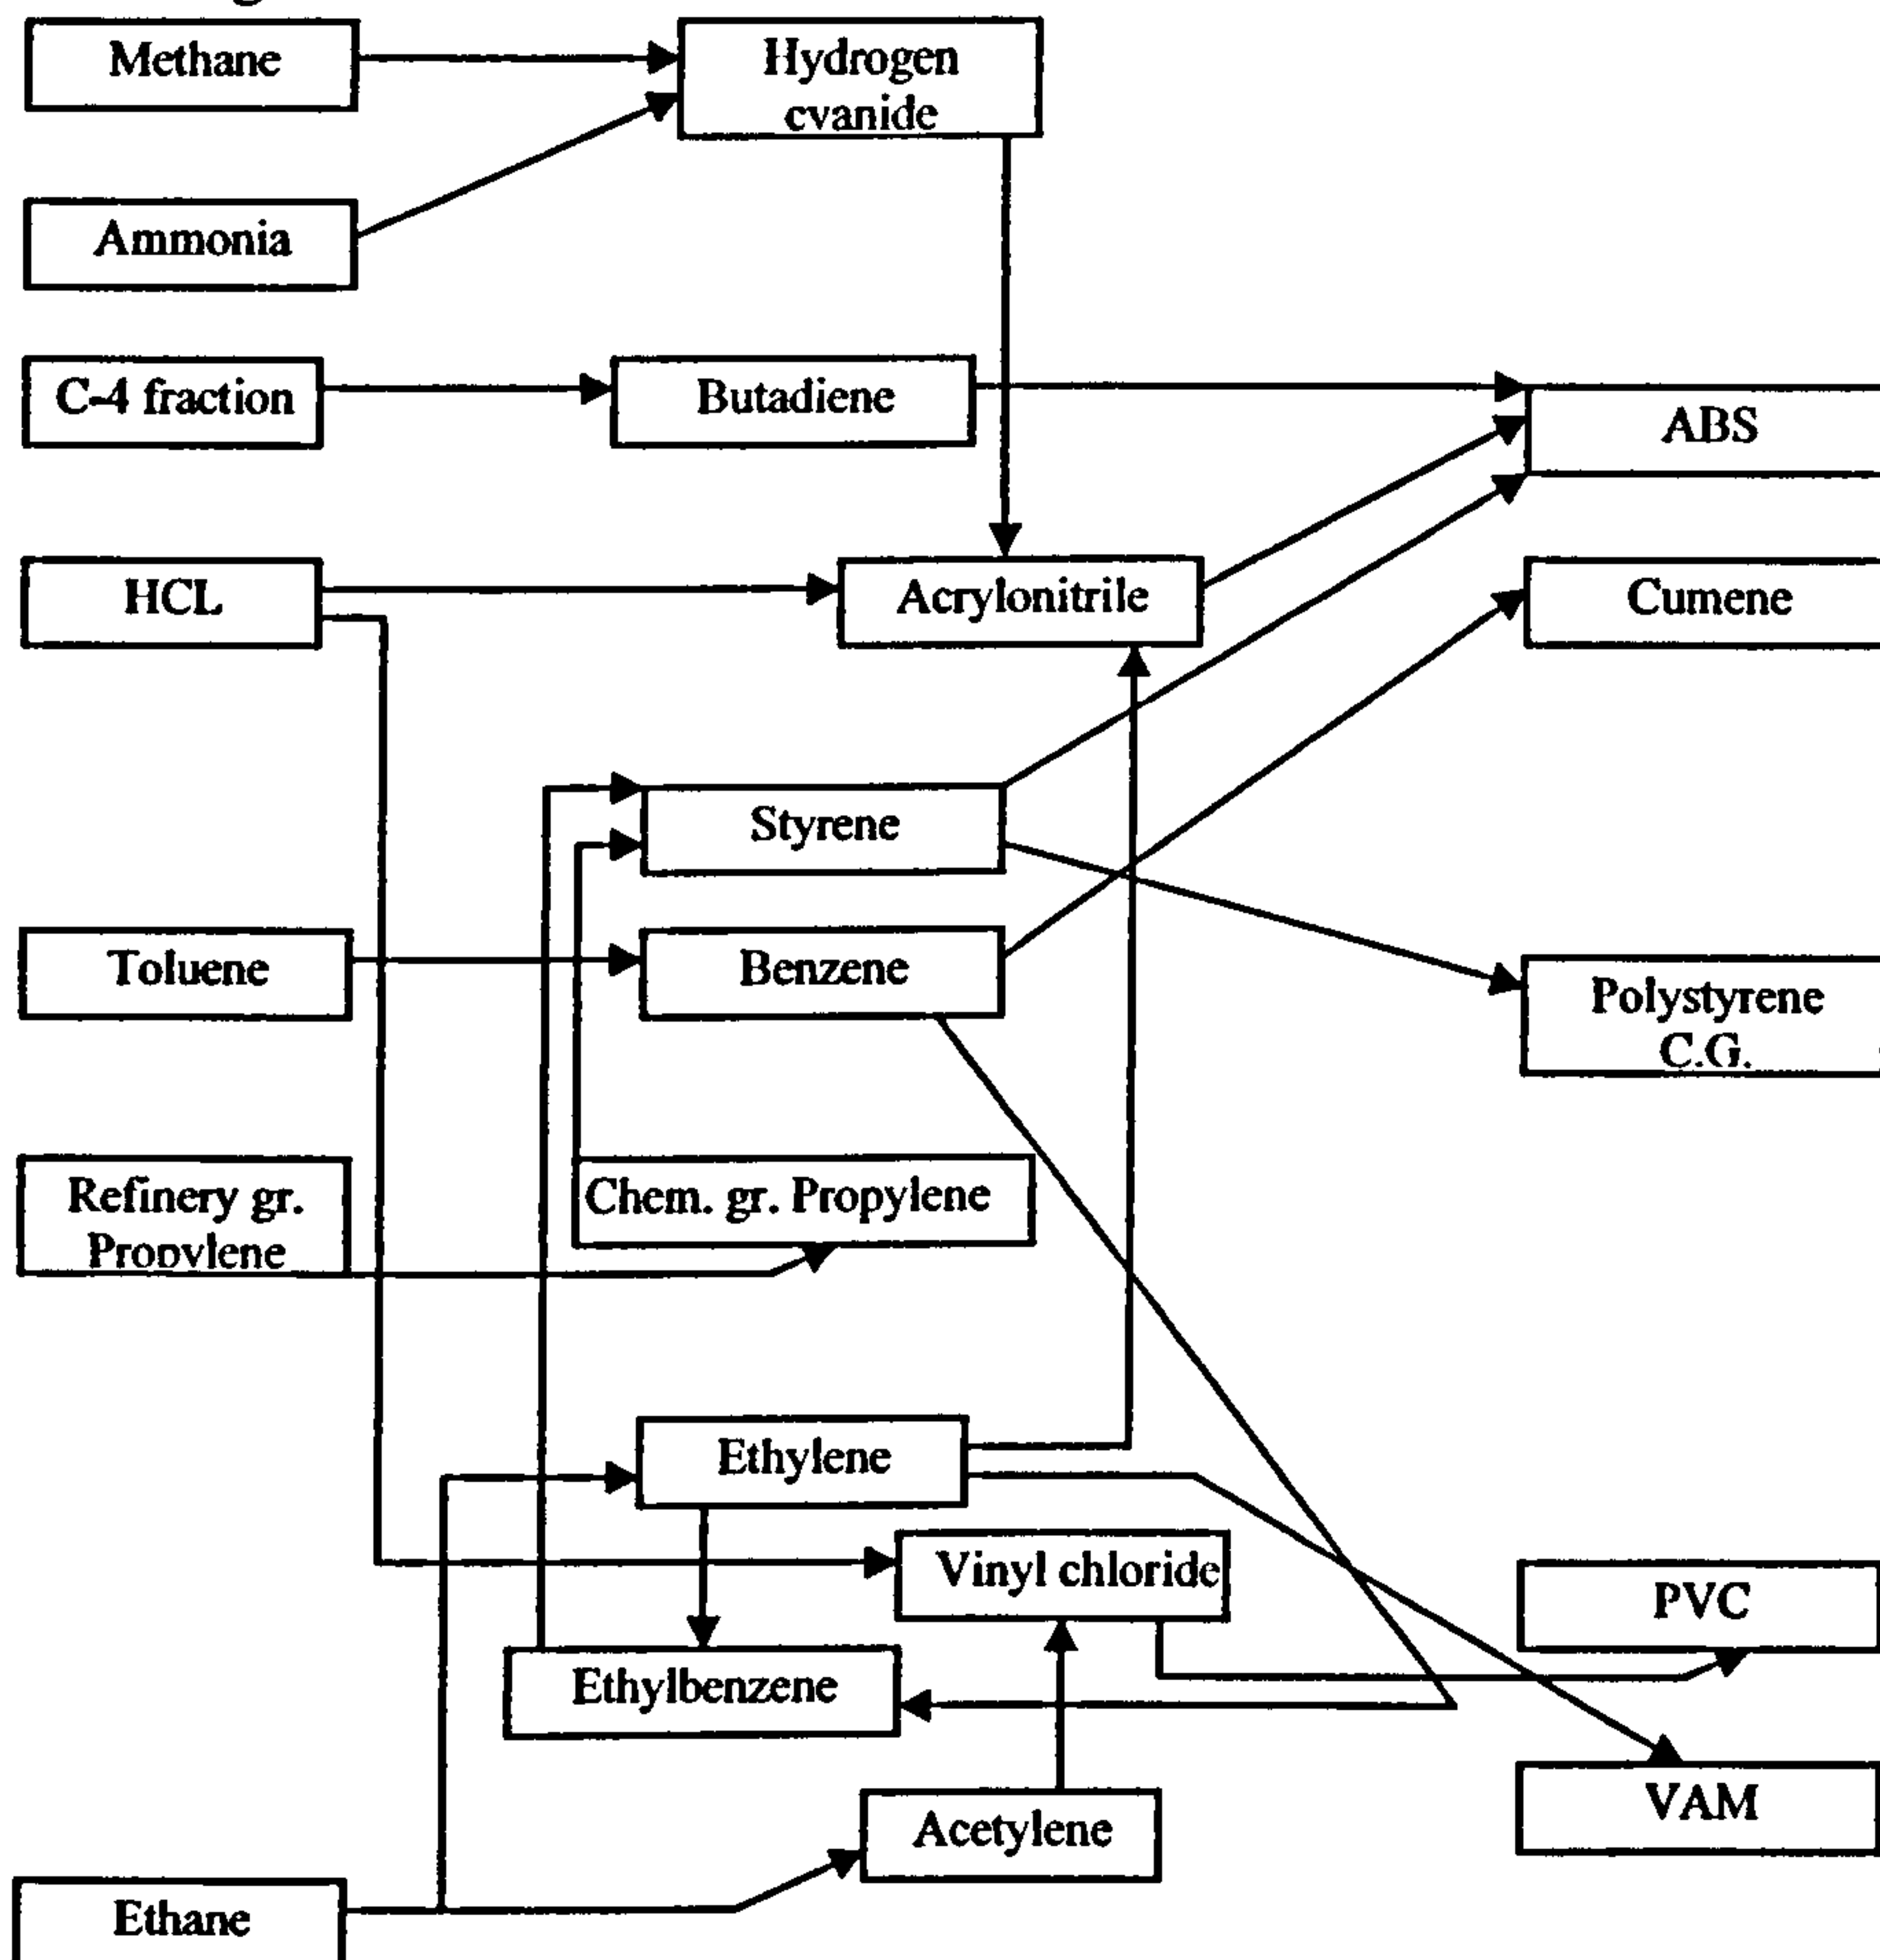 Methane
Hydrogen
cyanide
Ammonia
C-4 fraction
Butadiene
ABS
HCL
Acrylonitrile
Cumene
Styrene
Toluene
Benzene
Polystyrene
C.G.
Refinery gr.
Propylene
Chem. gr. Propylene
Ethylene
Vinyl chloride
PVC
Ethylbenzene
VAM
Acetylene
Ethane